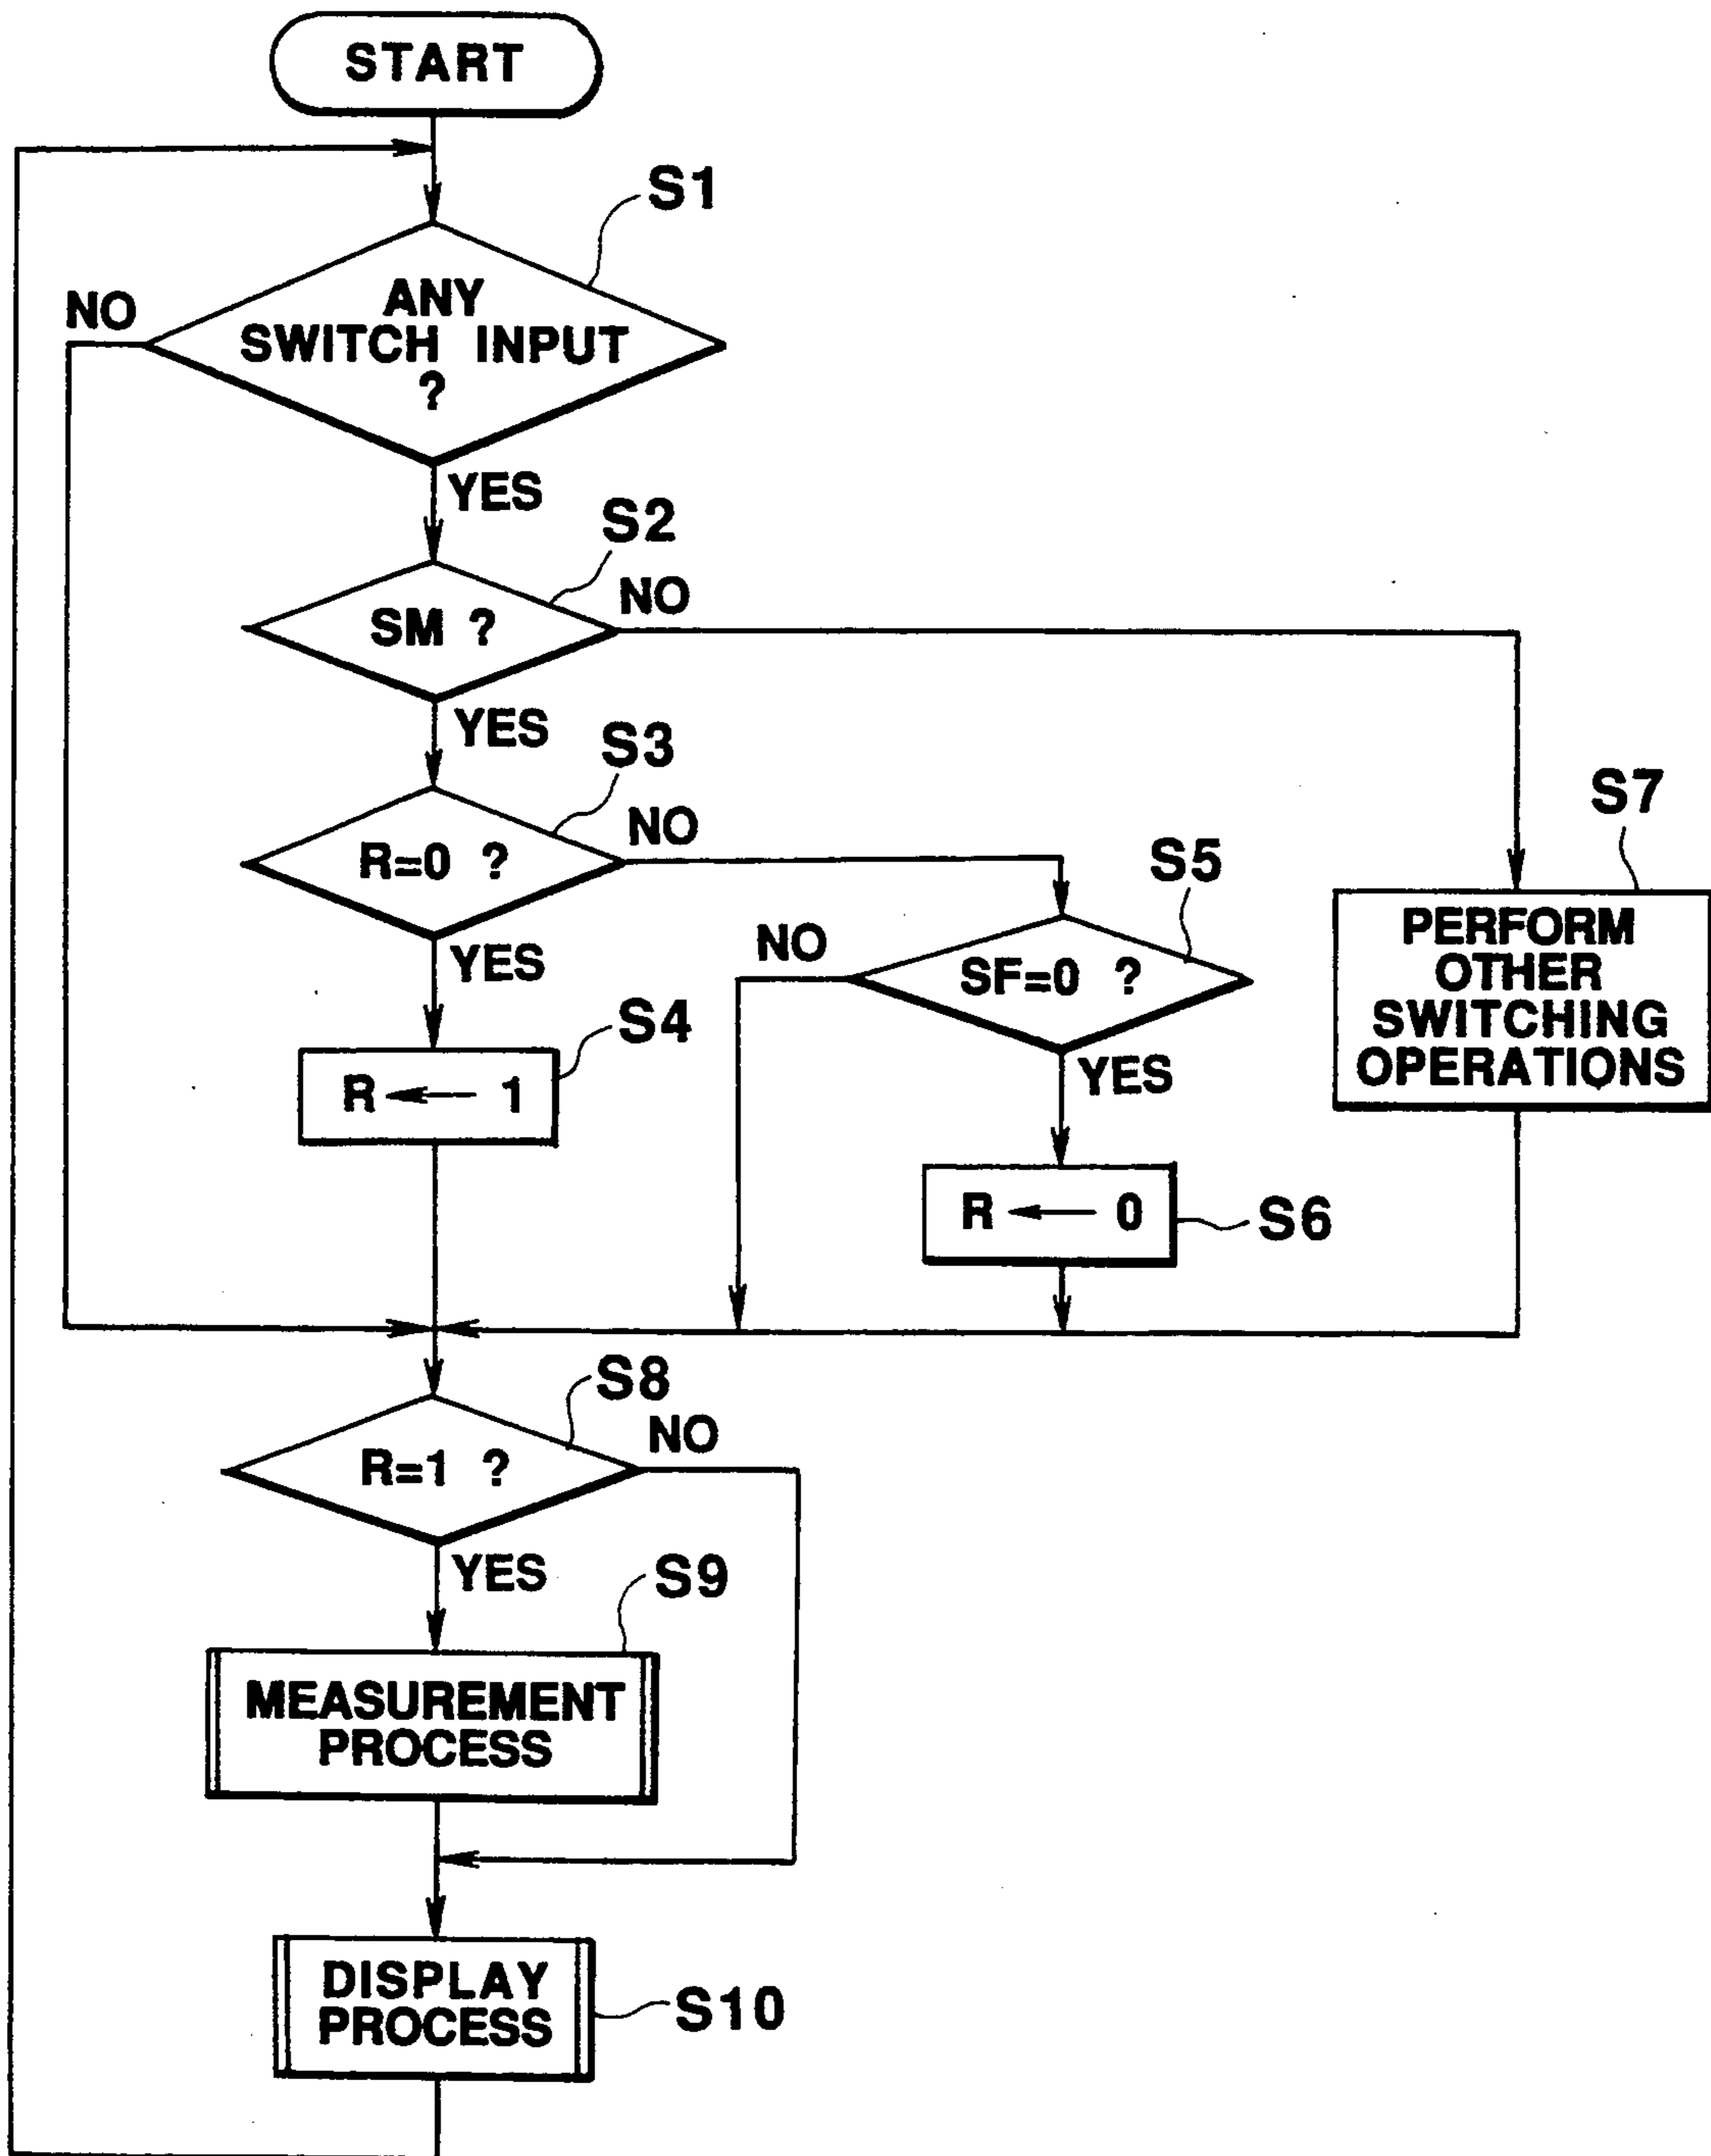 START
S1
NO
ANY
SWITCH INPUT
?
YES
S2
NO
SM ?
YES
S3
NO
R=0 ?
S7
S5
YES
NO
SF=0 ?
PERFORM
OTHER
SWITCHING
OPERATIONS
S4
R ← 1
YES
R ← 0
S6
S8
NO
R=1 ?
YES
S9
MEASUREMENT
PROCESS
DISPLAY
PROCESS
S10